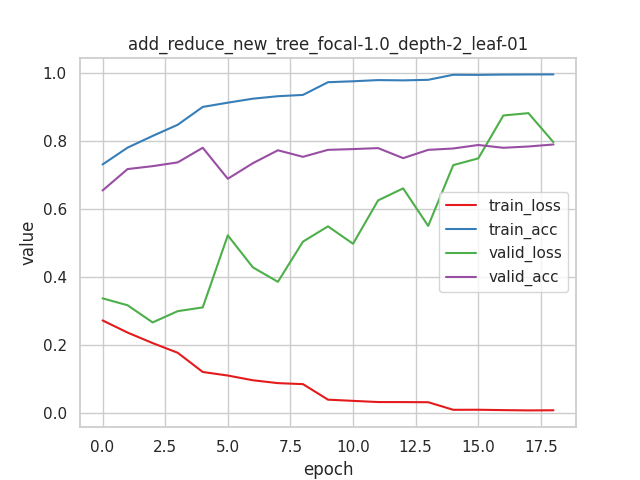 add_reduce_new_tree_focal-1.0_depth-2_leaf-01
1.0
0.8
0.6
0.4
0.2
0.0
value
train_loss
train_acc
valid_loss
valid_acc
0.0 2.5 5.0 7.5 10.0 12.5 15.0 17.5
epoch